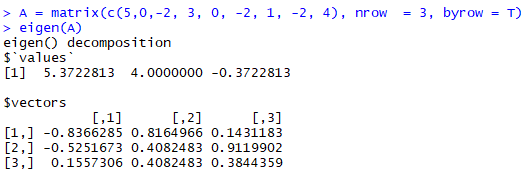 > A = matrix(c(5,0,-2, 3, 0, -2, 1, -2, 4), nrow  = 3, byrow = T)
> eigen(A)
eigen() decomposition
$`values`
[1]  5.3722813  4.0000000 -0.3722813

$vectors
           [,1]      [,2]      [,3]
[1,] -0.8366285 0.8164966 0.1431183
[2,] -0.5251673 0.4082483 0.9119902
[3,]  0.1557306 0.4082483 0.3844359